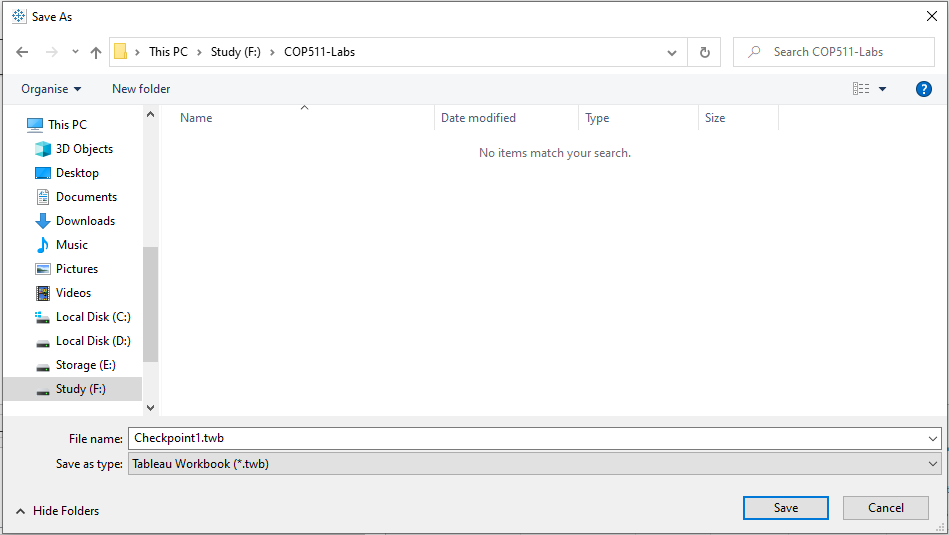 Save As
This PC > Study (F:) > COP511-Labs
Search COP511-Labs
Organise
New folder
?
Name
Date modified
Type
Size
No items match your search.
This PC
3D Objects
Desktop
Documents
Downloads
Music
Pictures
Videos
Local Disk (C:)
Local Disk (D:)
Storage (E:)
Study (F:)
File name: Checkpoint1.twb
Save as type: Tableau Workbook (*.twb)
Hide Folders
Save
Cancel